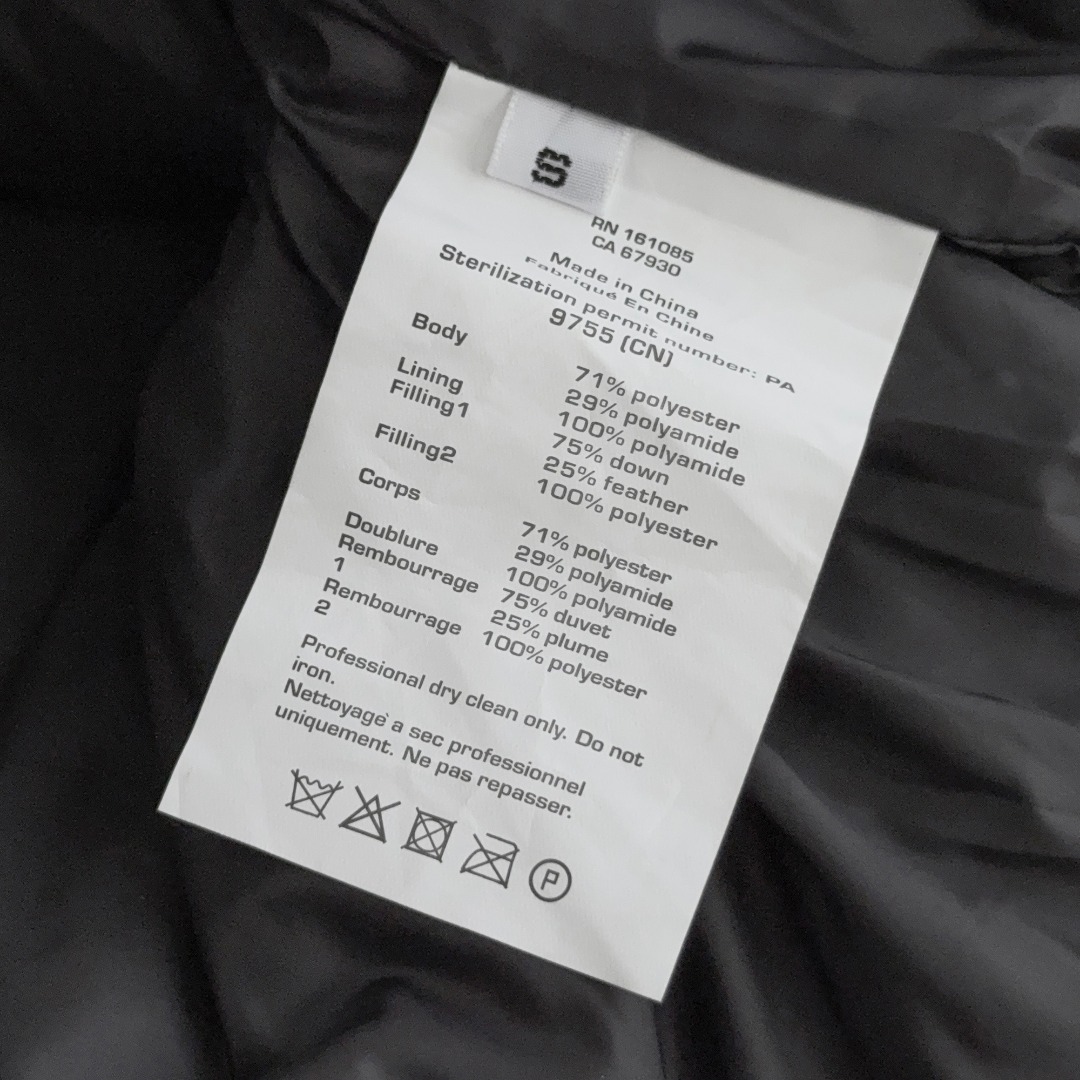 S
RN 161085
CA 67930
Made in China
Fabriqué En Chine
Sterilization permit number: PA
9755 (CN)
Body 71% polyester
29% polyamide
Lining 100% polyamide
Filling1 75% down
25% feather
Filling2 100% polyester
Corps 71% polyester
29% polyamide
Doublure 100% polyamide
Rembourrage 75% duvet
1 25% plume
Rembourrage 100% polyester
2
Professional dry clean only. Do not
iron.
Nettoyage à sec professionnel
uniquement. Ne pas repasser.
P